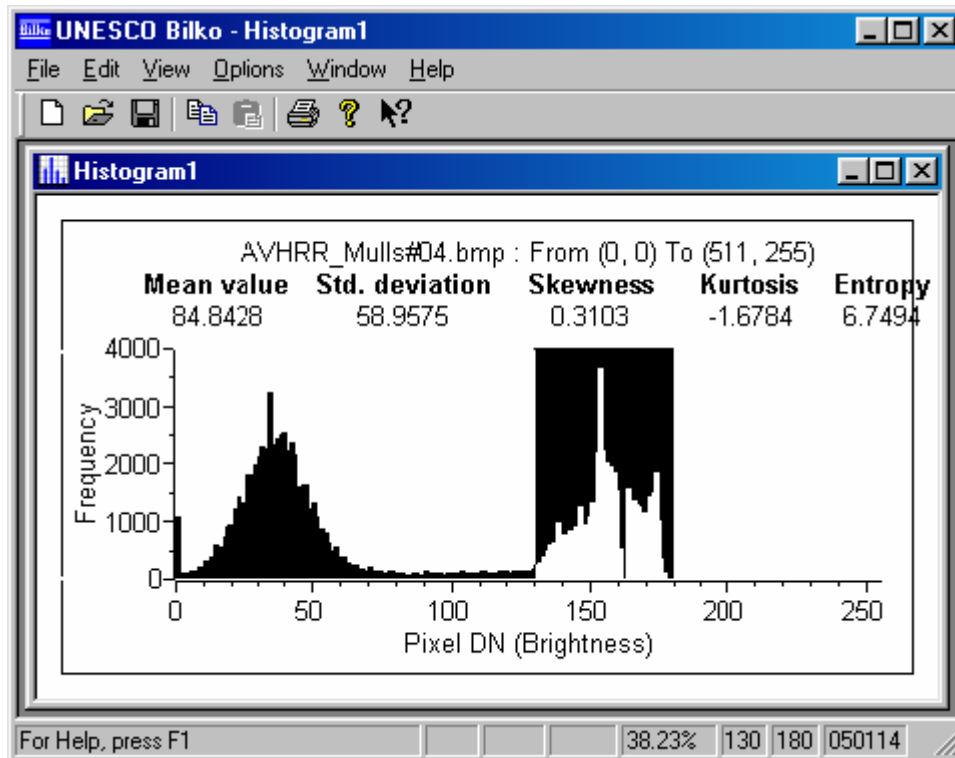 Bilko UNESCO Bilko - Histogram1
File Edit View Options Window Help
Histogram1
AVHRR_Mulls#04.bmp : From (0, 0) To (511, 255)
Mean value Std. deviation Skewness Kurtosis Entropy
84.8428 58.9575 0.3103 -1.6784 6.7494
4000
3000
2000
1000
0
Frequency
0 50 100 150 200 250
Pixel DN (Brightness)
For Help, press F1 38.23% 130 180 050114